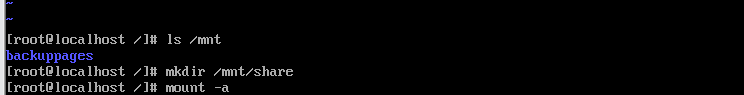 ~
~
[root@localhost /]# ls /mnt
backuppages
[root@localhost /]# mkdir /mnt/share
[root@localhost /]# mount -a